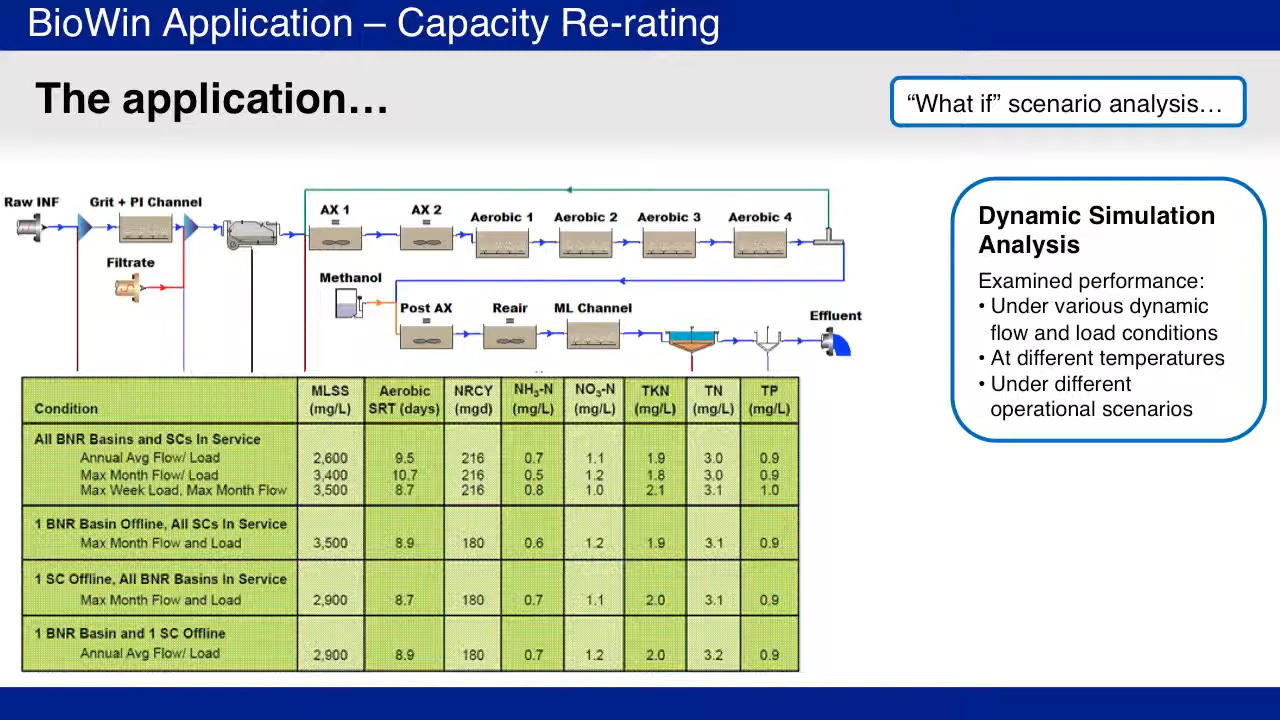 BioWin Application – Capacity Re-rating
The application…
“What if” scenario analysis…
Raw INF
Grit + PI Channel
AX 1
AX 2
Aerobic 1
Aerobic 2
Aerobic 3
Aerobic 4
Filtrate
Methanol
Post AX
Reair
ML Channel
Effluent
Dynamic Simulation
Analysis
Examined performance:
• Under various dynamic
flow and load conditions
• At different temperatures
• Under different
operational scenarios
Condition MLSS (mg/L) Aerobic SRT (days) NRCY (mgd) NH3-N (mg/L) NO3-N (mg/L) TKN (mg/L) TN (mg/L) TP (mg/L)
All BNR Basins and SCs In Service
Annual Avg Flow/ Load 2,600 9.5 216 0.7 1.1 1.9 3.0 0.9
Max Month Flow/ Load 3,400 10.7 216 0.5 1.2 1.8 3.0 0.9
Max Week Load, Max Month Flow 3,500 8.7 216 0.8 1.0 2.1 3.1 1.0
1 BNR Basin Offline, All SCs In Service
Max Month Flow and Load 3,500 8.9 180 0.6 1.2 1.9 3.1 0.9
1 SC Offline, All BNR Basins In Service
Max Month Flow and Load 2,900 8.7 180 0.7 1.1 2.0 3.1 0.9
1 BNR Basin and 1 SC Offline
Annual Avg Flow/ Load 2,900 8.9 180 0.7 1.2 2.0 3.2 0.9